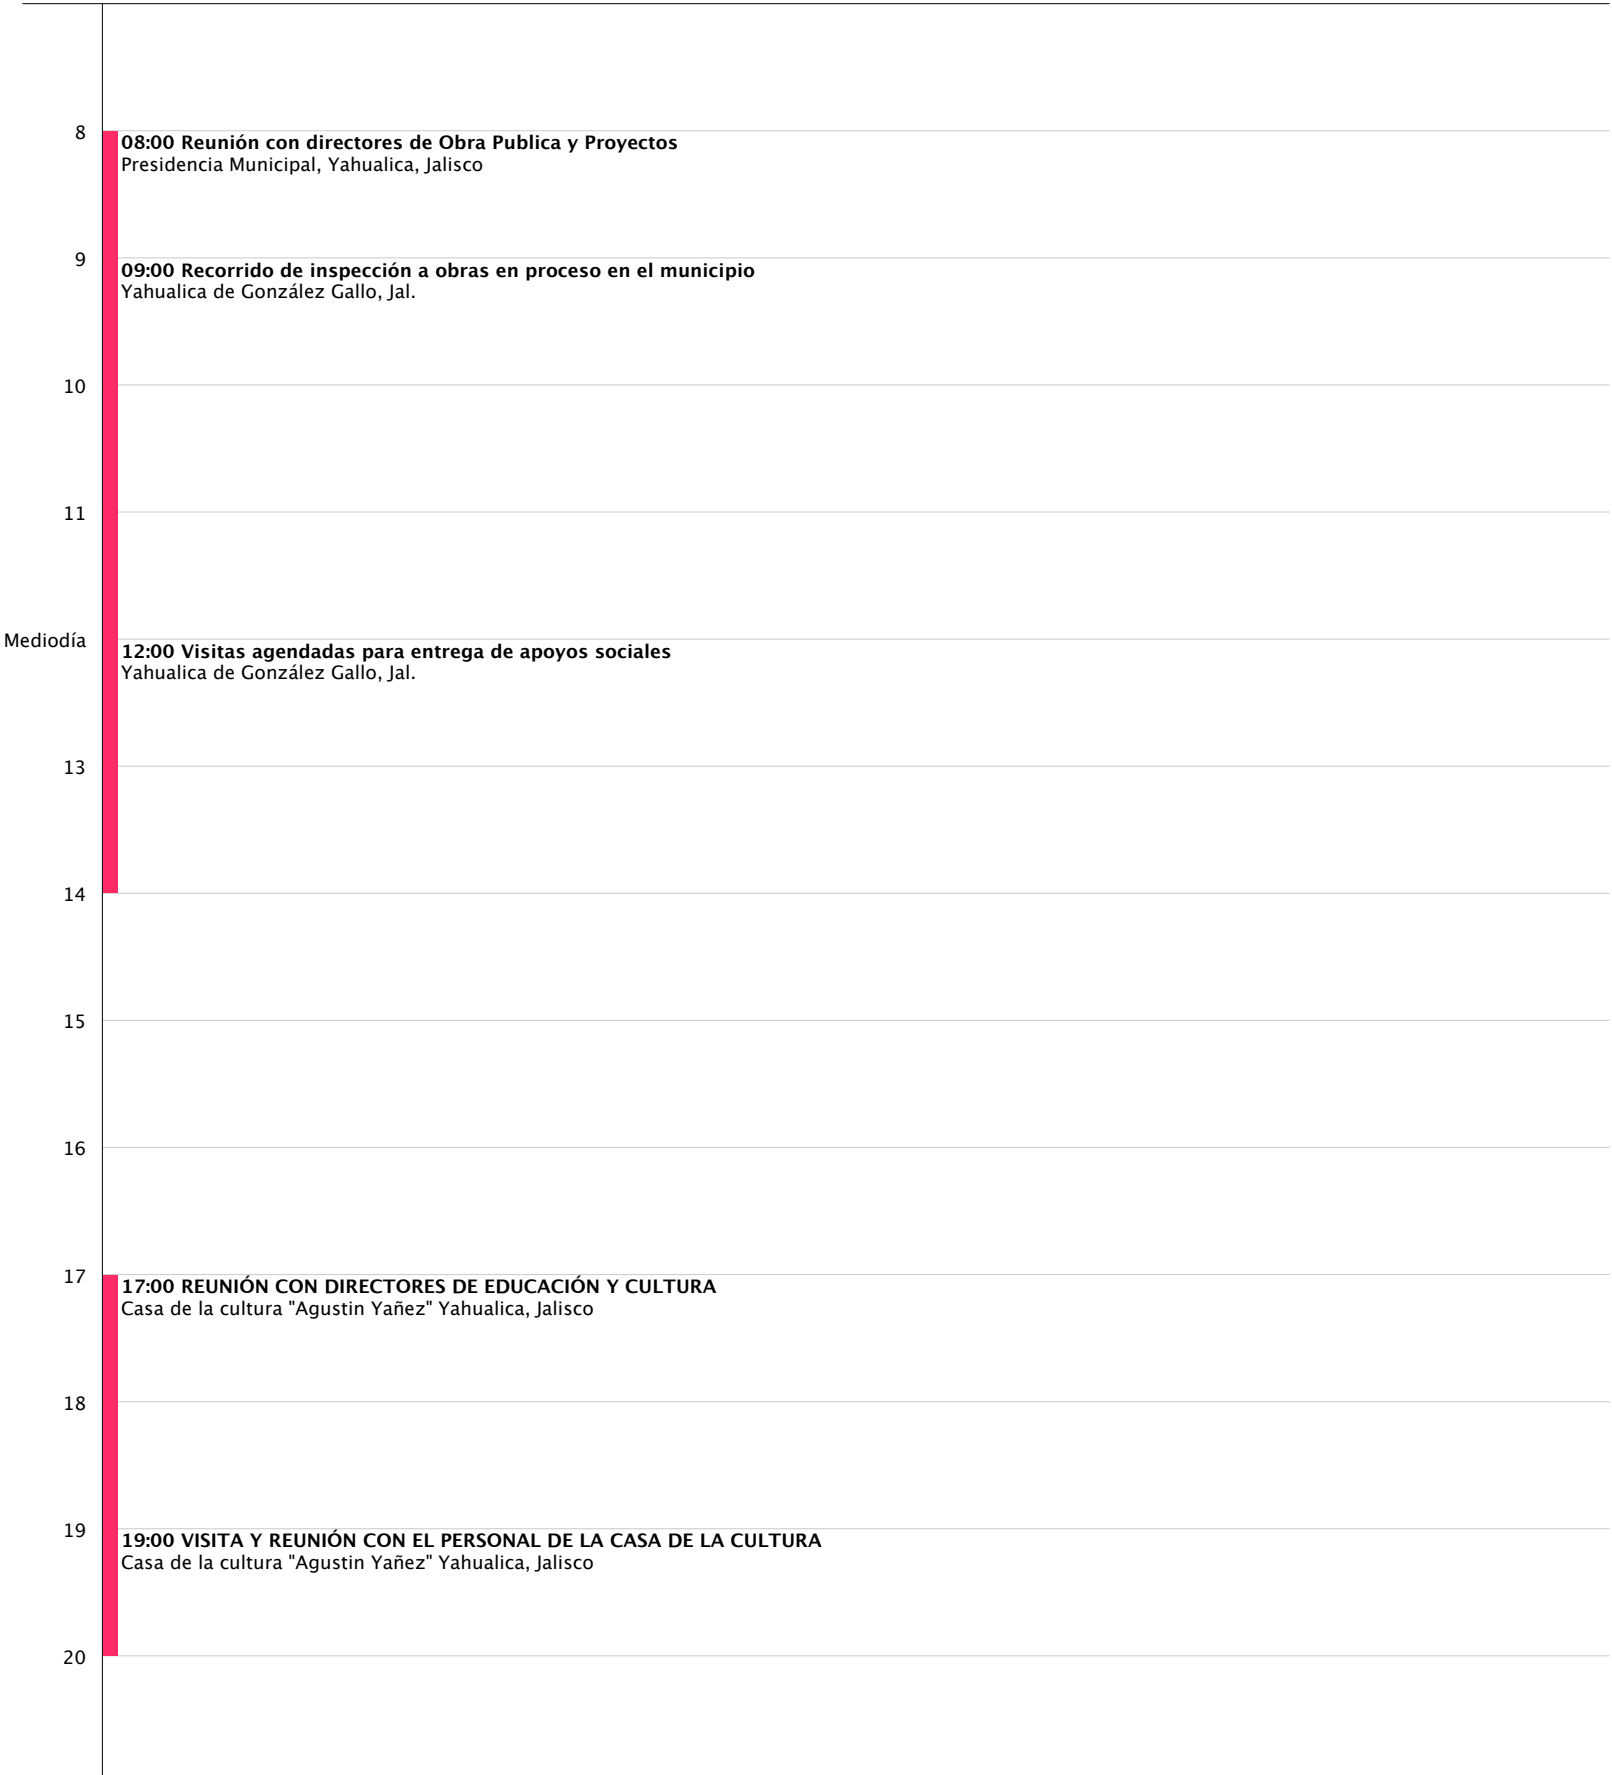 8
08:00 Reunión con directores de Obra Publica y Proyectos
Presidencia Municipal, Yahualica, Jalisco
9
09:00 Recorrido de inspección a obras en proceso en el municipio
Yahualica de González Gallo, Jal.
10
11
Mediodía
12:00 Visitas agendadas para entrega de apoyos sociales
Yahualica de González Gallo, Jal.
13
14
15
16
17
17:00 REUNIÓN CON DIRECTORES DE EDUCACIÓN Y CULTURA
Casa de la cultura "Agustin Yañez" Yahualica, Jalisco
18
19
19:00 VISITA Y REUNIÓN CON EL PERSONAL DE LA CASA DE LA CULTURA
Casa de la cultura "Agustin Yañez" Yahualica, Jalisco
20